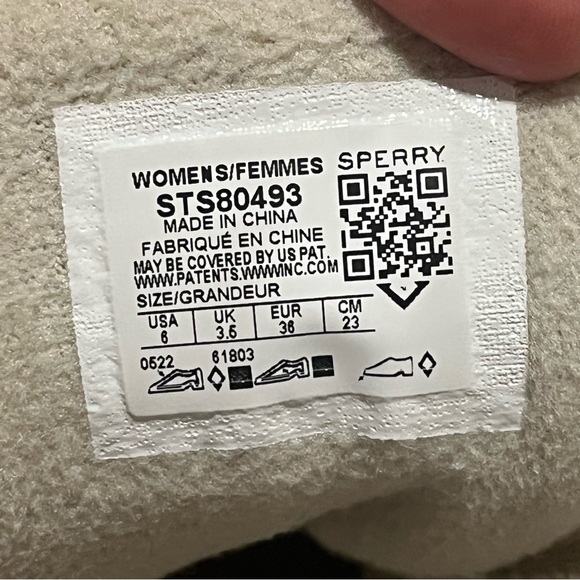 WOMENS/FEMMES SPERRY
STS80493
MADE IN CHINA
FABRIQUÉ EN CHINE
MAY BE COVERED BY US PAT.
WWW.PATENTS.WWWINC.COM
SIZE/GRANDEUR
USA UK EUR CM
6 3.5 36 23
0522 61803